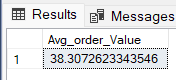 Results Messages
Avg_order_Value
1 38.3072623343546